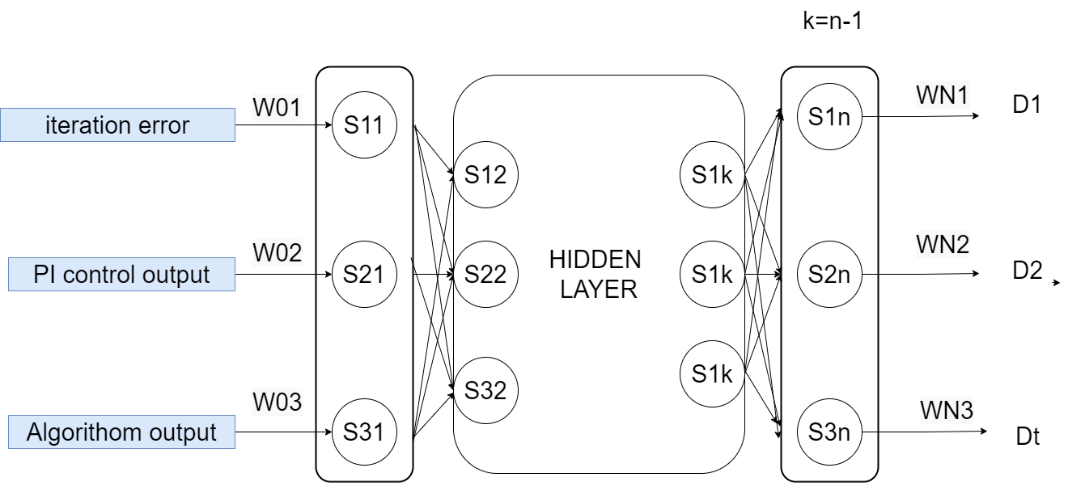 k=n-1
iteration error
W01
S11
S12
S1k
S1n
WN1
D1
PI control output
W02
S21
S22
HIDDEN
LAYER
S1k
S2n
WN2
D2
Algorithom output
W03
S31
S32
S1k
S3n
WN3
Dt